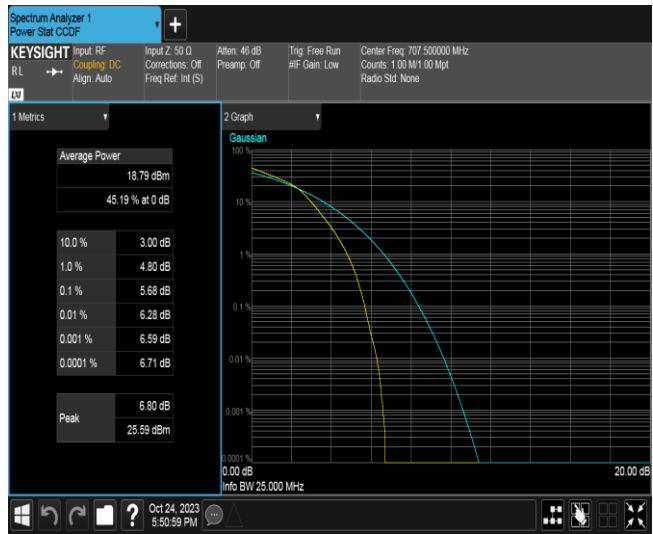 Spectrum Analyzer 1
Power Stat CCDF
+
KEYSIGHT
RL
LXI
Input: RF
Coupling: DC
Align: Auto
Input Z: 50 Ω
Corrections: Off
Freq Ref: Int (S)
Atten: 46 dB
Preamp: Off
Trig: Free Run
#IF Gain: Low
Center Freq: 707.500000 MHz
Counts: 1.00 M/1.00 Mpt
Radio Std: None
1 Metrics
Average Power
18.79 dBm
45.19 % at 0 dB
10.0 % 3.00 dB
1.0 % 4.80 dB
0.1 % 5.68 dB
0.01 % 6.28 dB
0.001 % 6.59 dB
0.0001 % 6.71 dB
Peak
6.80 dB
25.59 dBm
2 Graph
Gaussian
100 %
10 %
1 %
0.1 %
0.01 %
0.001 %
0.0001 %
0.00 dB 20.00 dB
Info BW 25.000 MHz
?
Oct 24, 2023
5:50:59 PM